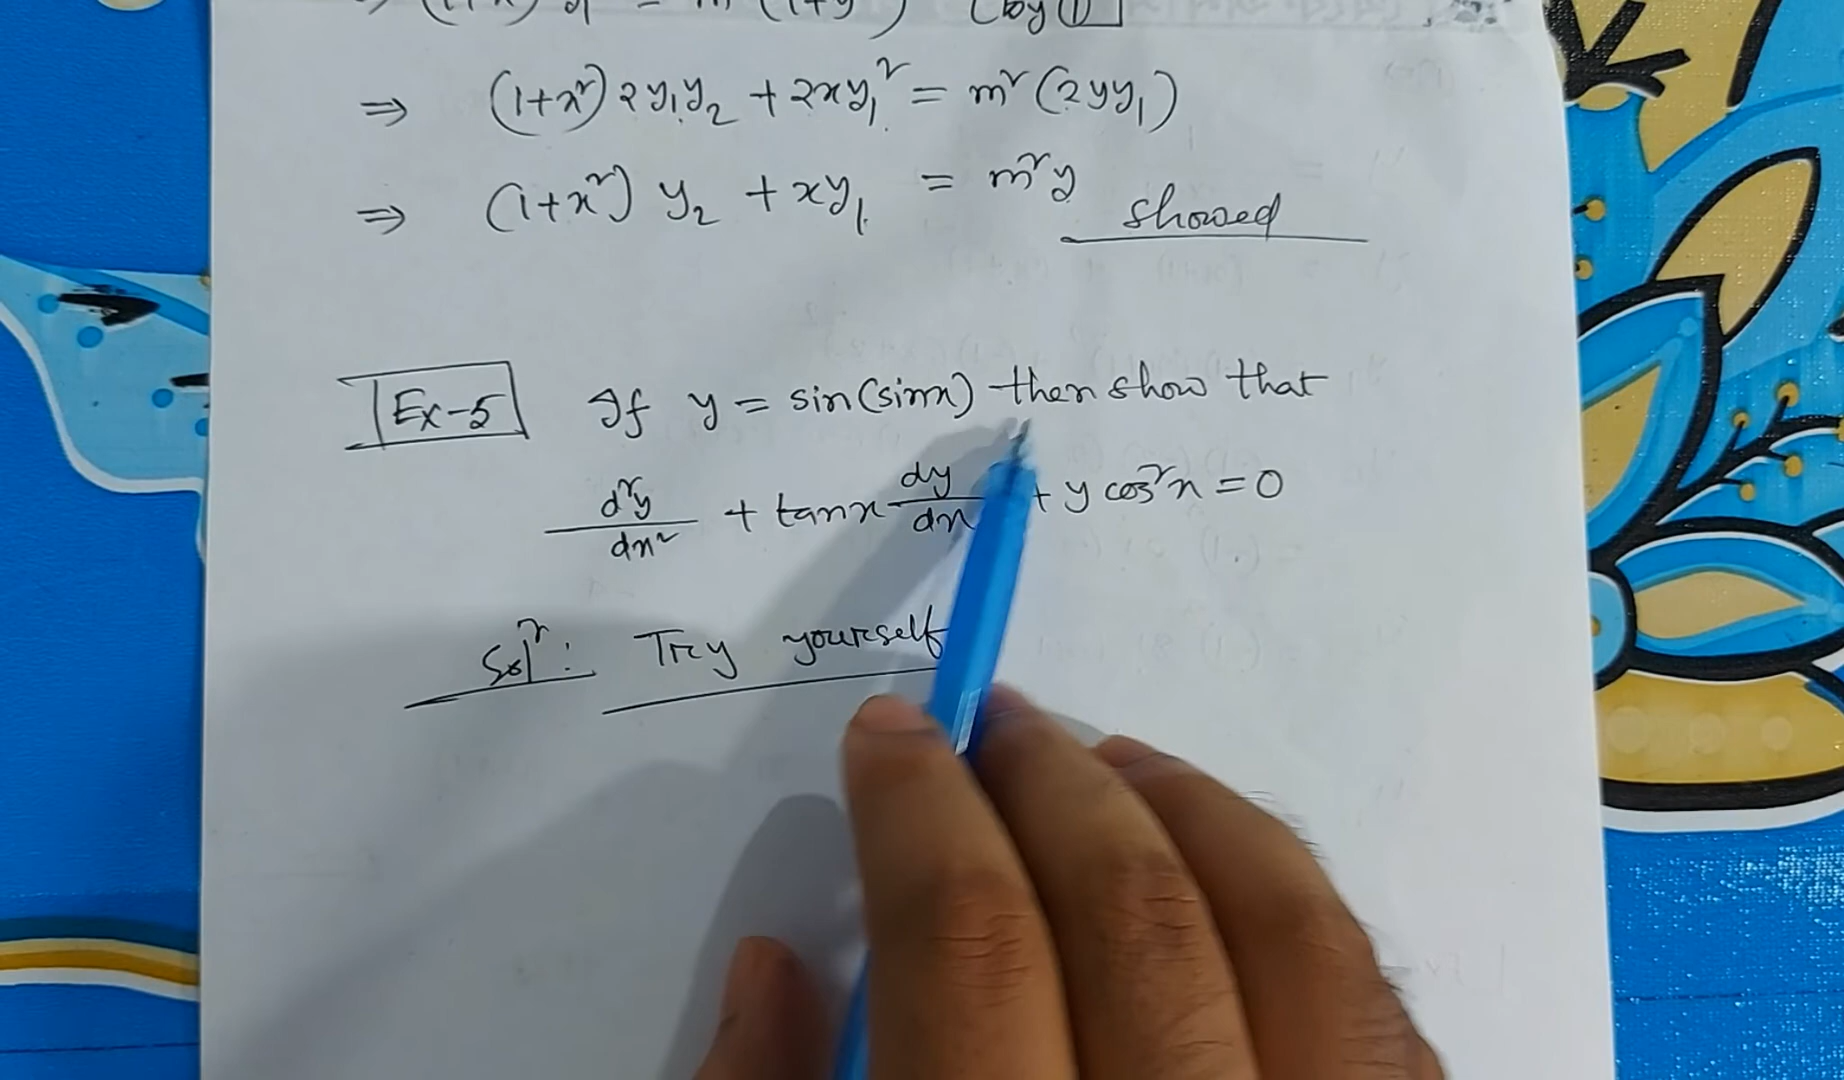 ⇒ (1+x²) 2y₁y₂ + 2xy₁² = m² (2yy₁)
⇒ (1+x²) y₂ + xy₁ = m²y showed
Ex-5 If y = sin(sinx) then show that
d²y/dx² + tanx dy/dx + y cos²x = 0
Solⁿ: Try yourself